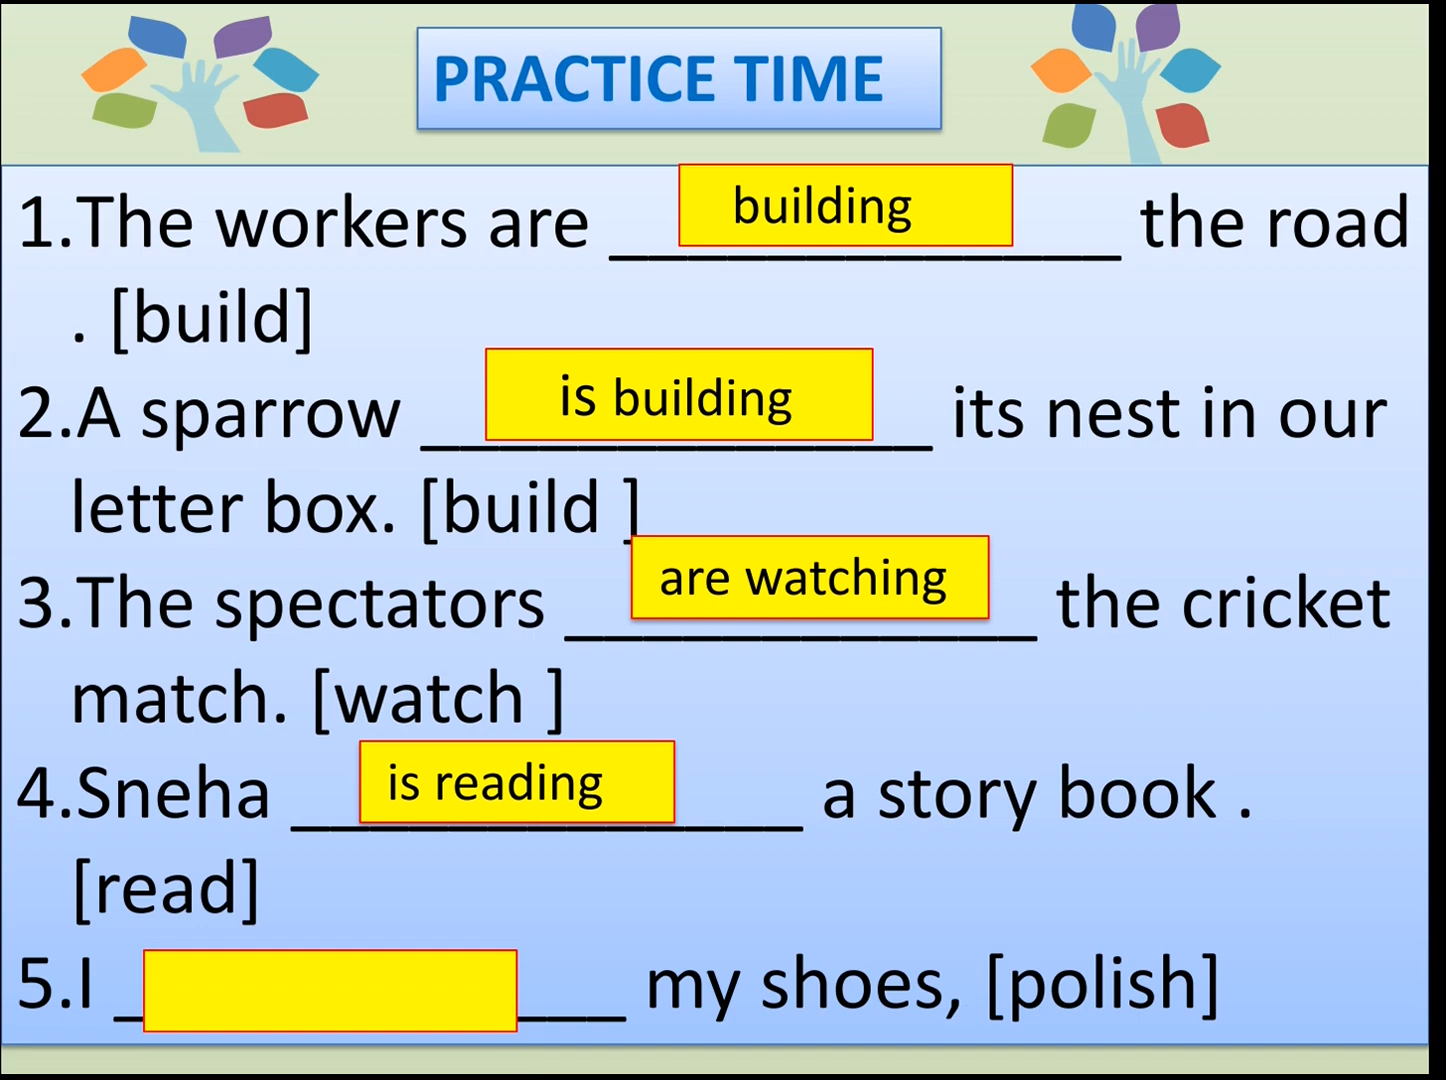 PRACTICE TIME
1.The workers are building the road
. [build]
2.A sparrow is building its nest in our
letter box. [build ]
3.The spectators are watching the cricket
match. [watch ]
4.Sneha is reading a story book .
[read]
5.I ____ my shoes, [polish]